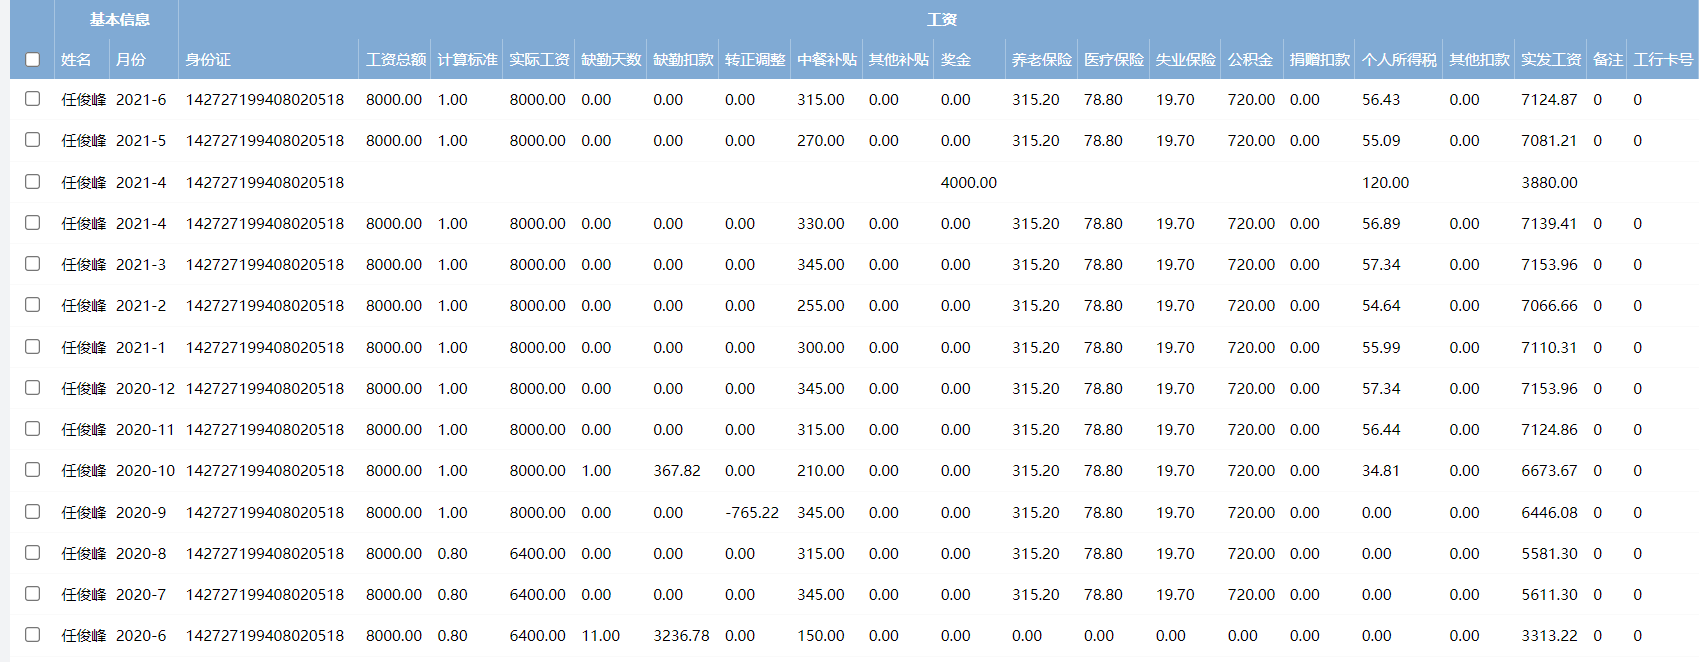 基本信息 工资
姓名 月份 身份证 工资总额 计算标准 实际工资 缺勤天数 缺勤扣款 转正调整 中餐补贴 其他补贴 奖金 养老保险 医疗保险 失业保险 公积金 捐赠扣款 个人所得税 其他扣款 实发工资 备注 工行卡号
任俊峰 2021-6 142727199408020518 8000.00 1.00 8000.00 0.00 0.00 0.00 315.00 0.00 0.00 315.20 78.80 19.70 720.00 0.00 56.43 0.00 7124.87 0 0
任俊峰 2021-5 142727199408020518 8000.00 1.00 8000.00 0.00 0.00 0.00 270.00 0.00 0.00 315.20 78.80 19.70 720.00 0.00 55.09 0.00 7081.21 0 0
任俊峰 2021-4 142727199408020518 4000.00 120.00 3880.00
任俊峰 2021-4 142727199408020518 8000.00 1.00 8000.00 0.00 0.00 0.00 330.00 0.00 0.00 315.20 78.80 19.70 720.00 0.00 56.89 0.00 7139.41 0 0
任俊峰 2021-3 142727199408020518 8000.00 1.00 8000.00 0.00 0.00 0.00 345.00 0.00 0.00 315.20 78.80 19.70 720.00 0.00 57.34 0.00 7153.96 0 0
任俊峰 2021-2 142727199408020518 8000.00 1.00 8000.00 0.00 0.00 0.00 255.00 0.00 0.00 315.20 78.80 19.70 720.00 0.00 54.64 0.00 7066.66 0 0
任俊峰 2021-1 142727199408020518 8000.00 1.00 8000.00 0.00 0.00 0.00 300.00 0.00 0.00 315.20 78.80 19.70 720.00 0.00 55.99 0.00 7110.31 0 0
任俊峰 2020-12 142727199408020518 8000.00 1.00 8000.00 0.00 0.00 0.00 345.00 0.00 0.00 315.20 78.80 19.70 720.00 0.00 57.34 0.00 7153.96 0 0
任俊峰 2020-11 142727199408020518 8000.00 1.00 8000.00 0.00 0.00 0.00 315.00 0.00 0.00 315.20 78.80 19.70 720.00 0.00 56.44 0.00 7124.86 0 0
任俊峰 2020-10 142727199408020518 8000.00 1.00 8000.00 1.00 367.82 0.00 210.00 0.00 0.00 315.20 78.80 19.70 720.00 0.00 34.81 0.00 6673.67 0 0
任俊峰 2020-9 142727199408020518 8000.00 1.00 8000.00 0.00 0.00 -765.22 345.00 0.00 0.00 315.20 78.80 19.70 720.00 0.00 0.00 0.00 6446.08 0 0
任俊峰 2020-8 142727199408020518 8000.00 0.80 6400.00 0.00 0.00 0.00 315.00 0.00 0.00 315.20 78.80 19.70 720.00 0.00 0.00 0.00 5581.30 0 0
任俊峰 2020-7 142727199408020518 8000.00 0.80 6400.00 0.00 0.00 0.00 345.00 0.00 0.00 315.20 78.80 19.70 720.00 0.00 0.00 0.00 5611.30 0 0
任俊峰 2020-6 142727199408020518 8000.00 0.80 6400.00 11.00 3236.78 0.00 150.00 0.00 0.00 0.00 0.00 0.00 0.00 0.00 0.00 0.00 3313.22 0 0